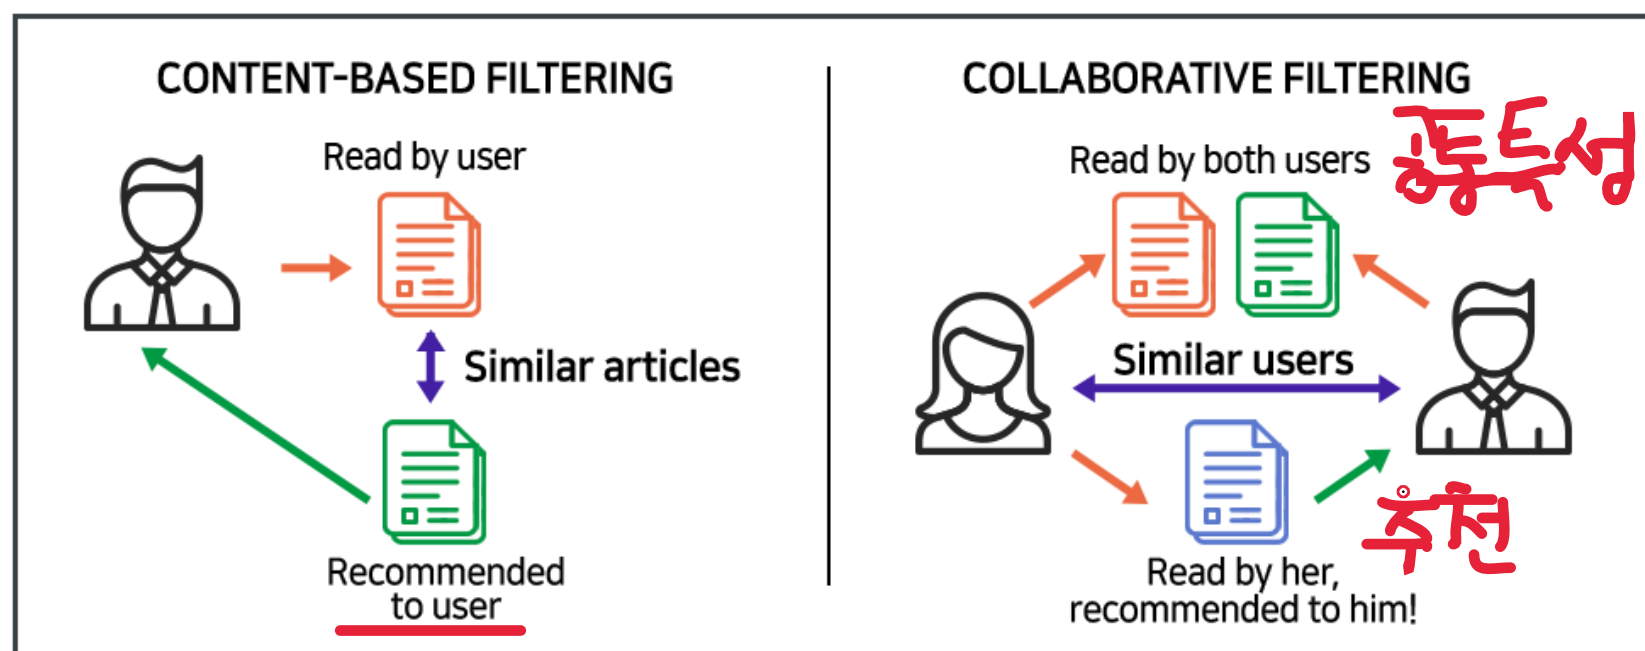 CONTENT-BASED FILTERING
Read by user
Similar articles
Recommended
to user
COLLABORATIVE FILTERING
공통특성
Read by both users
Similar users
추천
Read by her,
recommended to him!